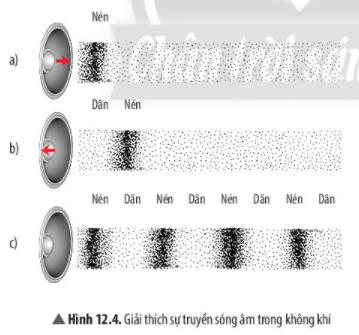 Nén
a)
Chân trời sá
Dãn Nén
b)
Nén Dãn Nén Dãn Nén Dãn Nén Dãn
c)
▲ Hình 12.4. Giải thích sự truyền sóng âm trong không khí